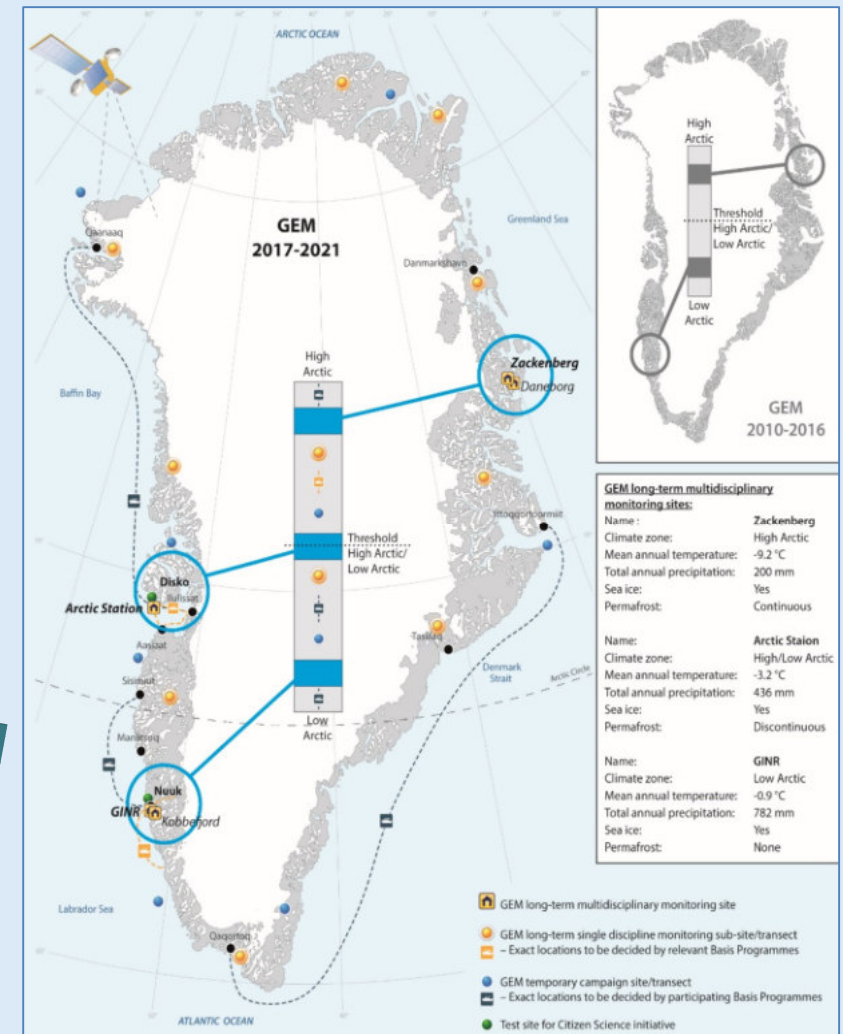 ARCTIC OCEAN
GEM
2017-2021
Greenland Sea
Qaanaaq
Danmarkshavn
High
Arctic
Zackenberg
Daneborg
Baffin Bay
Threshold
High Arctic/
Low Arctic
Ittoqqortoormiit
Disko
Ilulissat
Arctic Station
Aasiaat
Sisimiut
Tasiilaq
Denmark
Strait
Arctic Circle
Maniitsoq
Low
Arctic
Nuuk
GINR
Kobbefjord
Labrador Sea
Qaqortoq
ATLANTIC OCEAN
High
Arctic
Threshold
High Arctic/
Low Arctic
Low
Arctic
GEM
2010-2016
GEM long-term multidisciplinary
monitoring sites:
Name : Zackenberg
Climate zone: High Arctic
Mean annual temperature: -9.2 °C
Total annual precipitation: 200 mm
Sea ice: Yes
Permafrost: Continuous
Name: Arctic Staion
Climate zone: High/Low Arctic
Mean annual temperature: -3.2 °C
Total annual precipitation: 436 mm
Sea ice: Yes
Permafrost: Discontinuous
Name: GINR
Climate zone: Low Arctic
Mean annual temperature: -0.9 °C
Total annual precipitation: 782 mm
Sea ice: Yes
Permafrost: None
GEM long-term multidisciplinary monitoring site
GEM long-term single discipline monitoring sub-site/transect
– Exact locations to be decided by relevant Basis Programmes
GEM temporary campaign site/transect
– Exact locations to be decided by participating Basis Programmes
Test site for Citizen Science initiative